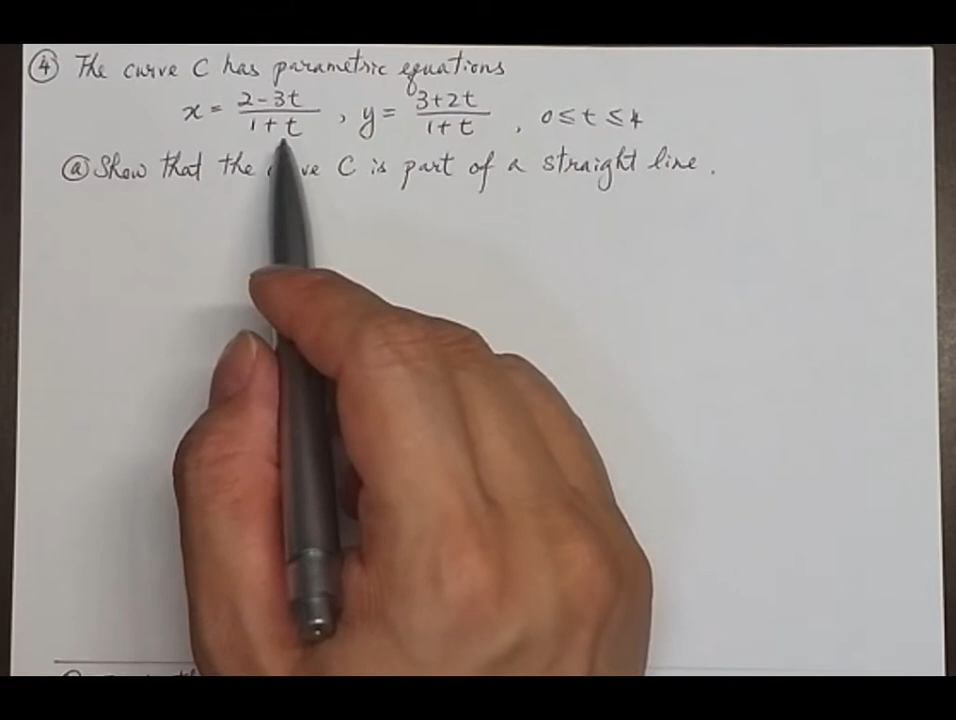 ④ The curve C has parametric equations
x = (2-3t)/(1+t) , y = (3+2t)/(1+t) , 0 ≤ t ≤ 4
ⓐ Show that the ve C is part of a straight line .